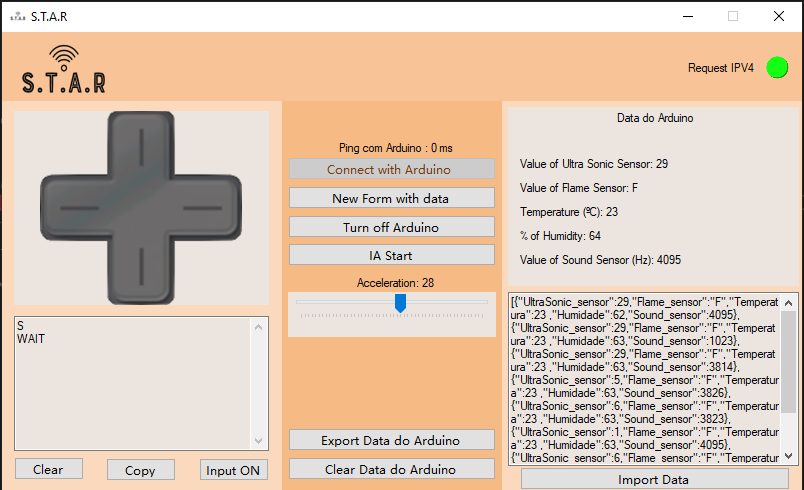 S.T.A.R
S.T.A.R
Request IPV4
S
WAIT
Clear
Copy
Input ON
Ping com Arduino : 0 ms
Connect with Arduino
New Form with data
Turn off Arduino
IA Start
Acceleration: 28
Export Data do Arduino
Clear Data do Arduino
Data do Arduino
Value of Ultra Sonic Sensor: 29
Value of Flame Sensor: F
Temperature (ºC): 23
% of Humidity: 64
Value of Sound Sensor (Hz): 4095
[{"UltraSonic_sensor":29,"Flame_sensor":"F","Temperat
ura":23 ,"Humidade":62,"Sound_sensor":4095},
{"UltraSonic_sensor":29,"Flame_sensor":"F","Temperat
ura":23 ,"Humidade":63,"Sound_sensor":1023},
{"UltraSonic_sensor":29,"Flame_sensor":"F","Temperat
ura":23 ,"Humidade":63,"Sound_sensor":3814},
{"UltraSonic_sensor":5,"Flame_sensor":"F","Temperatur
a":23 ,"Humidade":63,"Sound_sensor":3826},
{"UltraSonic_sensor":6,"Flame_sensor":"F","Temperatur
a":23 ,"Humidade":63,"Sound_sensor":3823},
{"UltraSonic_sensor":1,"Flame_sensor":"F","Temperatur
a":23 ,"Humidade":63,"Sound_sensor":4095},
{"UltraSonic_sensor":6,"Flame_sensor":"F","Temperatur
Import Data